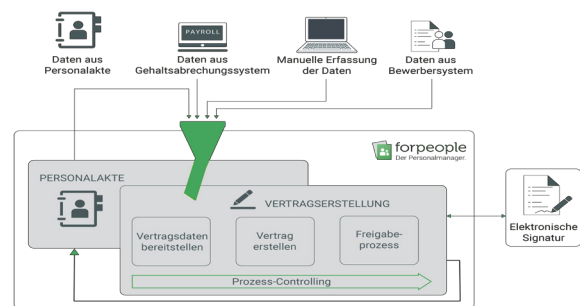 PAYROLL
Daten aus
Personalakte
Daten aus
Gehaltsabrechungssystem
Manuelle Erfassung
der Daten
Daten aus
Bewerbersystem
forpeople
Der Personalmanager.
PERSONALAKTE
VERTRAGSERSTELLUNG
Vertragsdaten
bereitstellen
Vertrag
erstellen
Freigabe-
prozess
Prozess-Controlling
Elektronische
Signatur